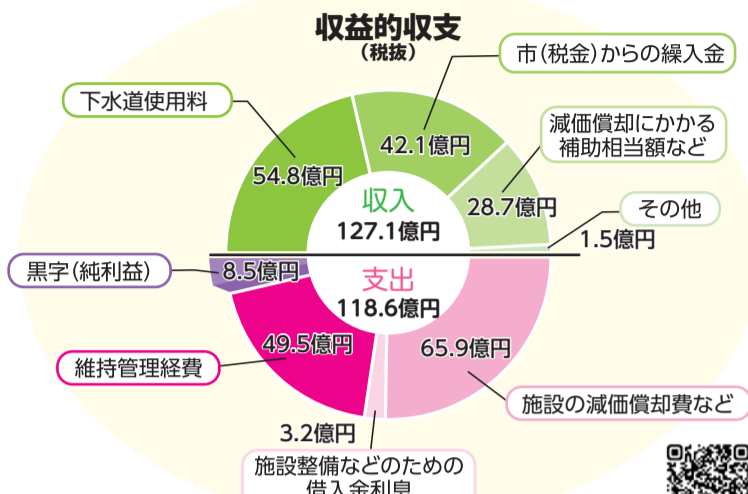 収益的収支
（税抜）
市（税金）からの繰入金
下水道使用料
減価償却にかかる
補助相当額など
42.1億円
54.8億円
28.7億円
その他
1.5億円
収入
127.1億円
黒字（純利益）
8.5億円
支出
118.6億円
49.5億円
65.9億円
維持管理経費
施設の減価償却費など
3.2億円
施設整備などのための
借入金利息